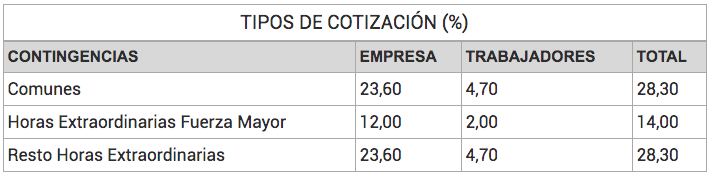 TIPOS DE COTIZACIÓN (%)
CONTINGENCIAS EMPRESA TRABAJADORES TOTAL
Comunes 23,60 4,70 28,30
Horas Extraordinarias Fuerza Mayor 12,00 2,00 14,00
Resto Horas Extraordinarias 23,60 4,70 28,30